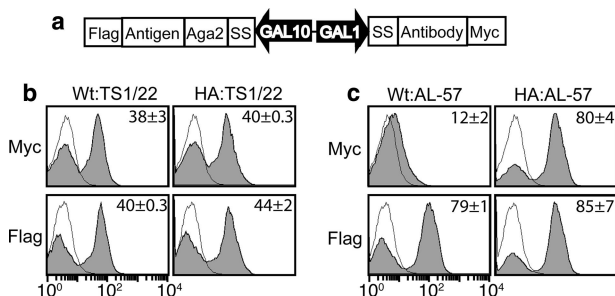 a
Flag Antigen Aga2 SS GAL10-GAL1 SS Antibody Myc
b c
Wt:TS1/22 HA:TS1/22 Wt:AL-57 HA:AL-57
Myc 38±3 40±0.3 12±2 80±4
Flag 40±0.3 44±2 79±1 85±7
10⁰ 10² 10⁴ 10⁰ 10² 10⁴